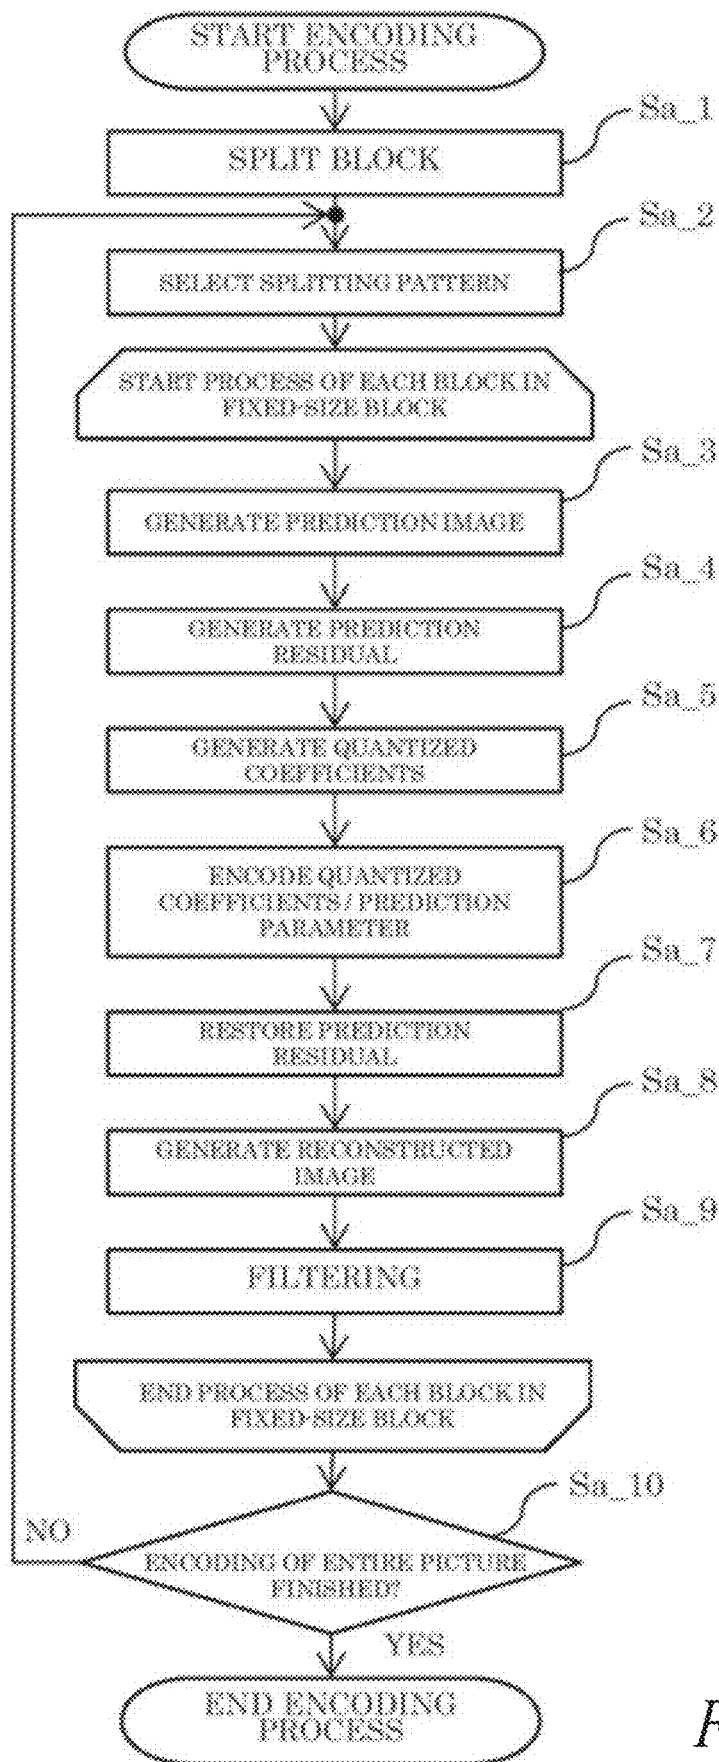 START ENCODING
PROCESS
Sa_1
SPLIT BLOCK
Sa_2
SELECT SPLITTING PATTERN
START PROCESS OF EACH BLOCK IN
FIXED-SIZE BLOCK
Sa_3
GENERATE PREDICTION IMAGE
Sa_4
GENERATE PREDICTION
RESIDUAL
Sa_5
GENERATE QUANTIZED
COEFFICIENTS
Sa_6
ENCODE QUANTIZED
COEFFICIENTS / PREDICTION
PARAMETER
Sa_7
RESTORE PREDICTION
RESIDUAL
Sa_8
GENERATE RECONSTRUCTED
IMAGE
Sa_9
FILTERING
END PROCESS OF EACH BLOCK IN
FIXED-SIZE BLOCK
Sa_10
NO
ENCODING OF ENTIRE PICTURE
FINISHED?
YES
END ENCODING
PROCESS